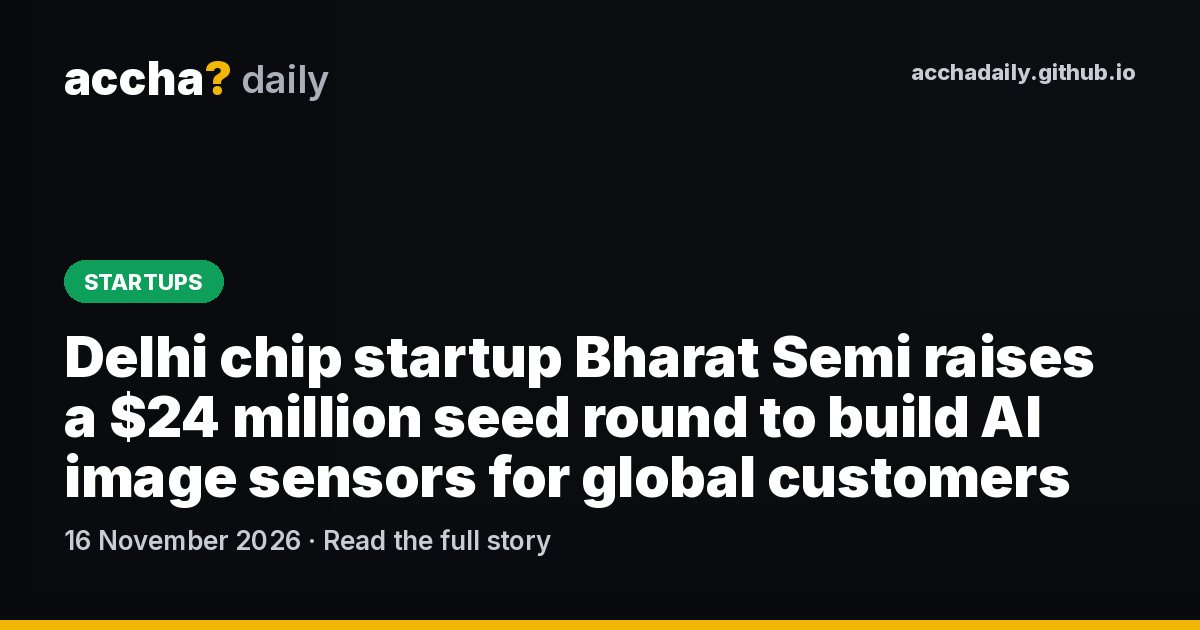 accha? daily
acchadaily.github.io
STARTUPS
Delhi chip startup Bharat Semi raises
a $24 million seed round to build AI
image sensors for global customers
16 November 2026 · Read the full story